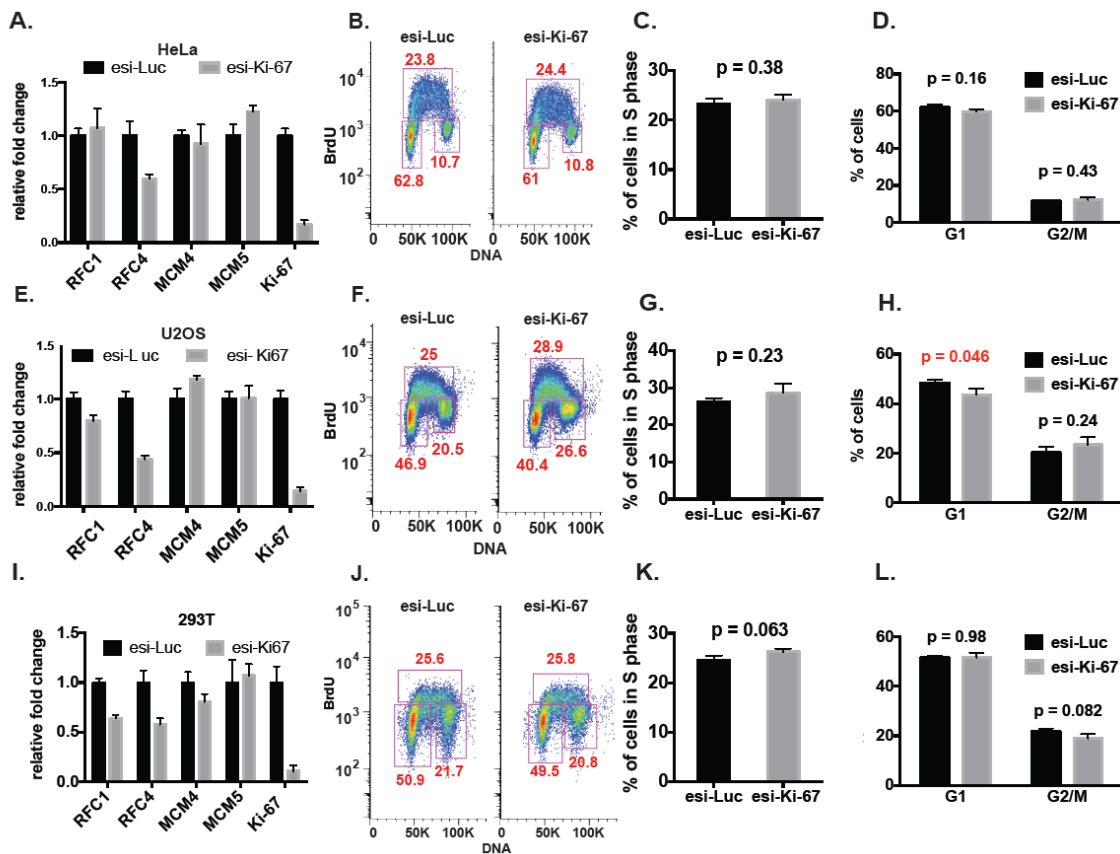 A.
HeLa
esi-Luc esi-Ki-67
relative fold change
1.5
1.0
0.5
0.0
RFC1 RFC4 MCM4 MCM5 Ki-67
B.
esi-Luc esi-Ki-67
23.8 24.4
BrdU
10⁴
10³
10²
62.8 10.7 61 10.8
0 50K 100K 0 50K 100K
DNA
C.
% of cells in S phase
p = 0.38
30
20
10
0
esi-Luc esi-Ki-67
D.
% of cells
80
60
40
20
0
p = 0.16
p = 0.43
esi-Luc
esi-Ki-67
G1 G2/M
E.
U2OS
esi-L uc esi- Ki67
relative fold change
1.5
1.0
0.5
0.0
RFC1 RFC4 MCM4 MCM5 Ki-67
F.
esi-Luc esi-Ki-67
25 28.9
BrdU
10⁴
10³
10²
46.9 20.5 40.4 26.6
0 50K 100K 0 50K 100K
DNA
G.
% of cells in S phase
p = 0.23
40
30
20
10
0
esi-Luc esi-Ki-67
H.
% of cells
60
40
20
0
p = 0.046
p = 0.24
esi-Luc
esi-Ki-67
G1 G2/M
I.
293T
esi-Luc esi-Ki67
relative fold change
1.5
1.0
0.5
0.0
RFC1 RFC4 MCM4 MCM5 Ki-67
J.
esi-Luc esi-Ki-67
25.6 25.8
BrdU
10⁵
10⁴
10³
10²
50.9 21.7 49.5 20.8
0 50K 100K 0 50K 100K
DNA
K.
% of cells in S phase
p = 0.063
30
20
10
0
esi-Luc esi-Ki-67
L.
% of cells
60
40
20
0
p = 0.98
p = 0.082
esi-Luc
esi-Ki-67
G1 G2/M